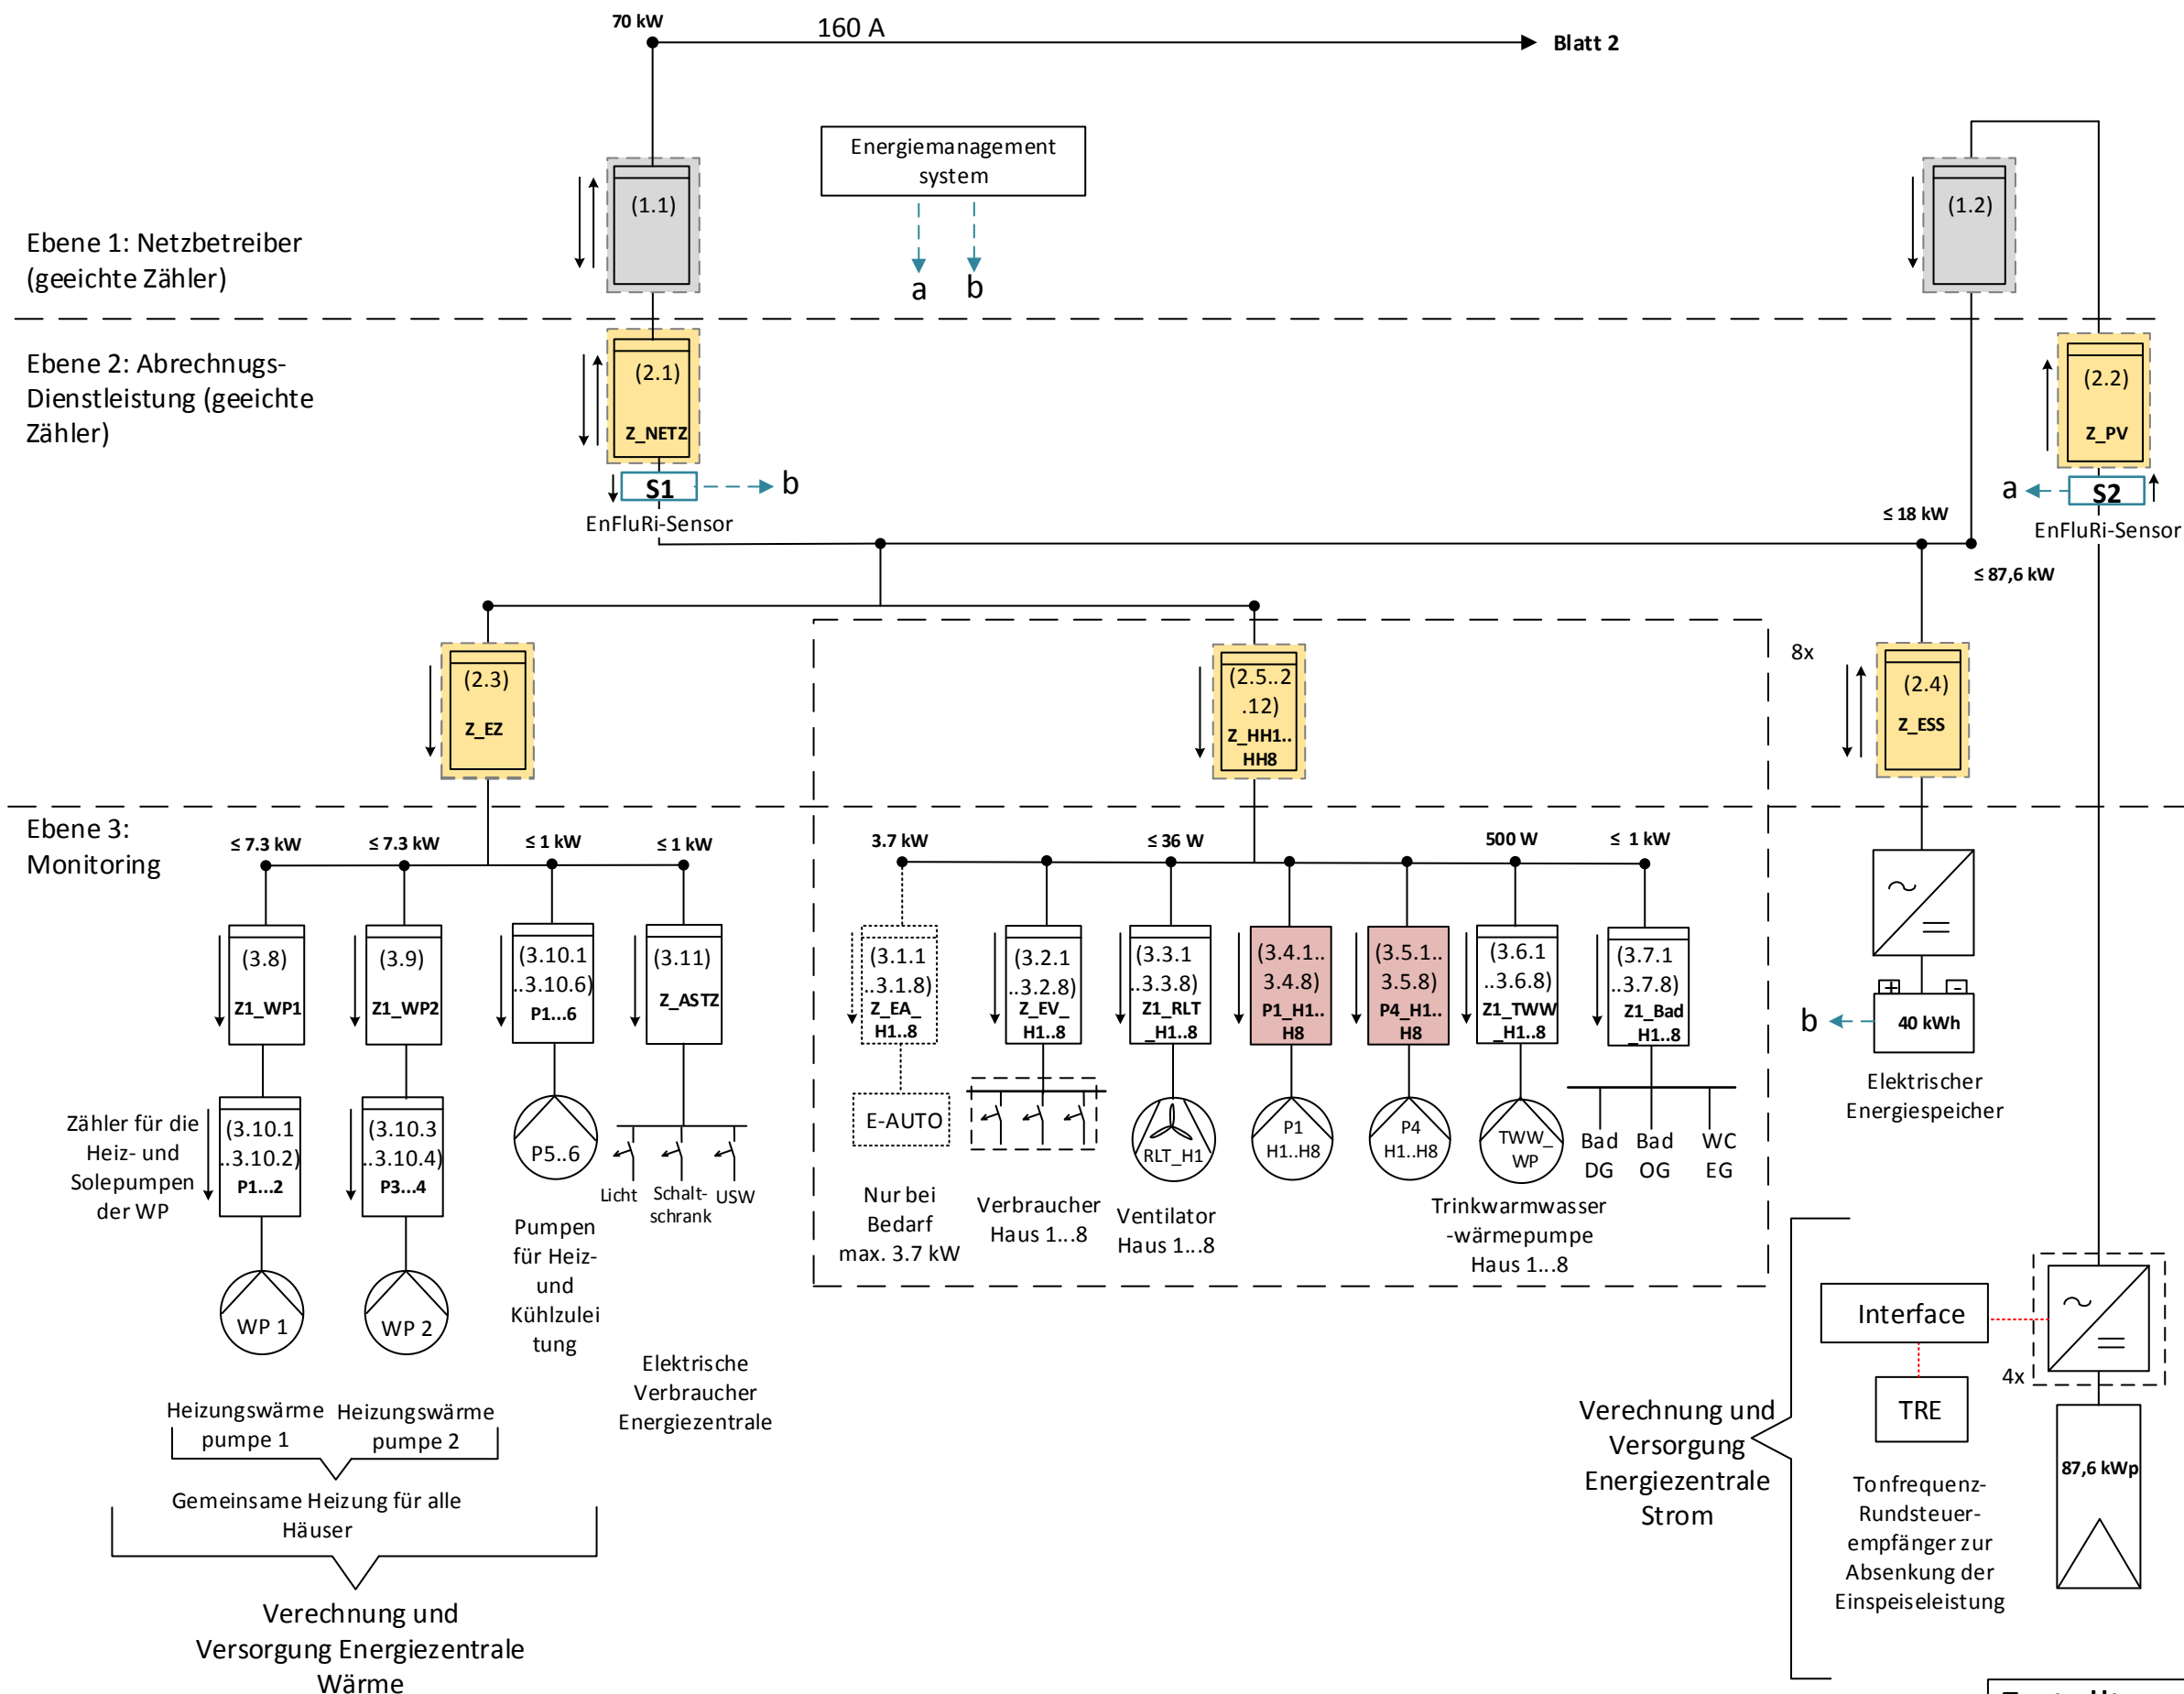 70 kW
160 A
Blatt 2
Energiemanagement
system
a
b
(1.1)
(1.2)
Ebene 1: Netzbetreiber
(geeichte Zähler)
Ebene 2: Abrechnugs-
Dienstleistung (geeichte
Zähler)
(2.1)
Z_NETZ
S1
b
EnFluRi-Sensor
(2.2)
Z_PV
a
S2
EnFluRi-Sensor
≤ 18 kW
≤ 87,6 kW
(2.3)
Z_EZ
(2.5..2
.12)
Z_HH1..
HH8
8x
(2.4)
Z_ESS
Ebene 3:
Monitoring
≤ 7.3 kW
≤ 7.3 kW
≤ 1 kW
≤ 1 kW
3.7 kW
≤ 36 W
500 W
≤ 1 kW
(3.8)
Z1_WP1
(3.9)
Z1_WP2
(3.10.1
..3.10.6)
P1...6
(3.11)
Z_ASTZ
(3.1.1
..3.1.8)
Z_EA_
H1..8
(3.2.1
..3.2.8)
Z_EV_
H1..8
(3.3.1
..3.3.8)
Z1_RLT
_H1..8
(3.4.1..
3.4.8)
P1_H1..
H8
(3.5.1..
3.5.8)
P4_H1..
H8
(3.6.1
..3.6.8)
Z1_TWW
_H1..8
(3.7.1
..3.7.8)
Z1_Bad
_H1..8
+
-
b
40 kWh
Elektrischer
Energiespeicher
Zähler für die
Heiz- und
Solepumpen
der WP
(3.10.1
..3.10.2)
P1...2
(3.10.3
..3.10.4)
P3...4
P5..6
Licht
Schalt-
schrank
USW
E-AUTO
RLT_H1
P1
H1..H8
P4
H1..H8
TWW_
WP
Bad
DG
Bad
OG
WC
EG
Nur bei
Bedarf
max. 3.7 kW
Verbraucher
Haus 1...8
Ventilator
Haus 1...8
Trinkwarmwasser
-wärmepumpe
Haus 1...8
Pumpen
für Heiz-
und
Kühlzulei
tung
WP 1
WP 2
Elektrische
Verbraucher
Energiezentrale
Heizungswärme
pumpe 1
Heizungswärme
pumpe 2
Gemeinsame Heizung für alle
Häuser
Verechnung und
Versorgung Energiezentrale
Wärme
Verechnung und
Versorgung
Energiezentrale
Strom
Interface
TRE
4x
87,6 kWp
Tonfrequenz-
Rundsteuer-
empfänger zur
Absenkung der
Einspeiseleistung